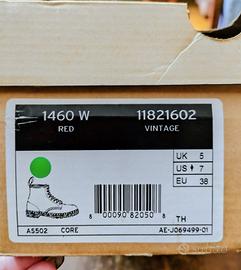 1460 W 11821602
RED VINTAGE
UK 5
US 7
EU 38
8 00090 82050 8
TH
A5502 CORE AE-J069499-01